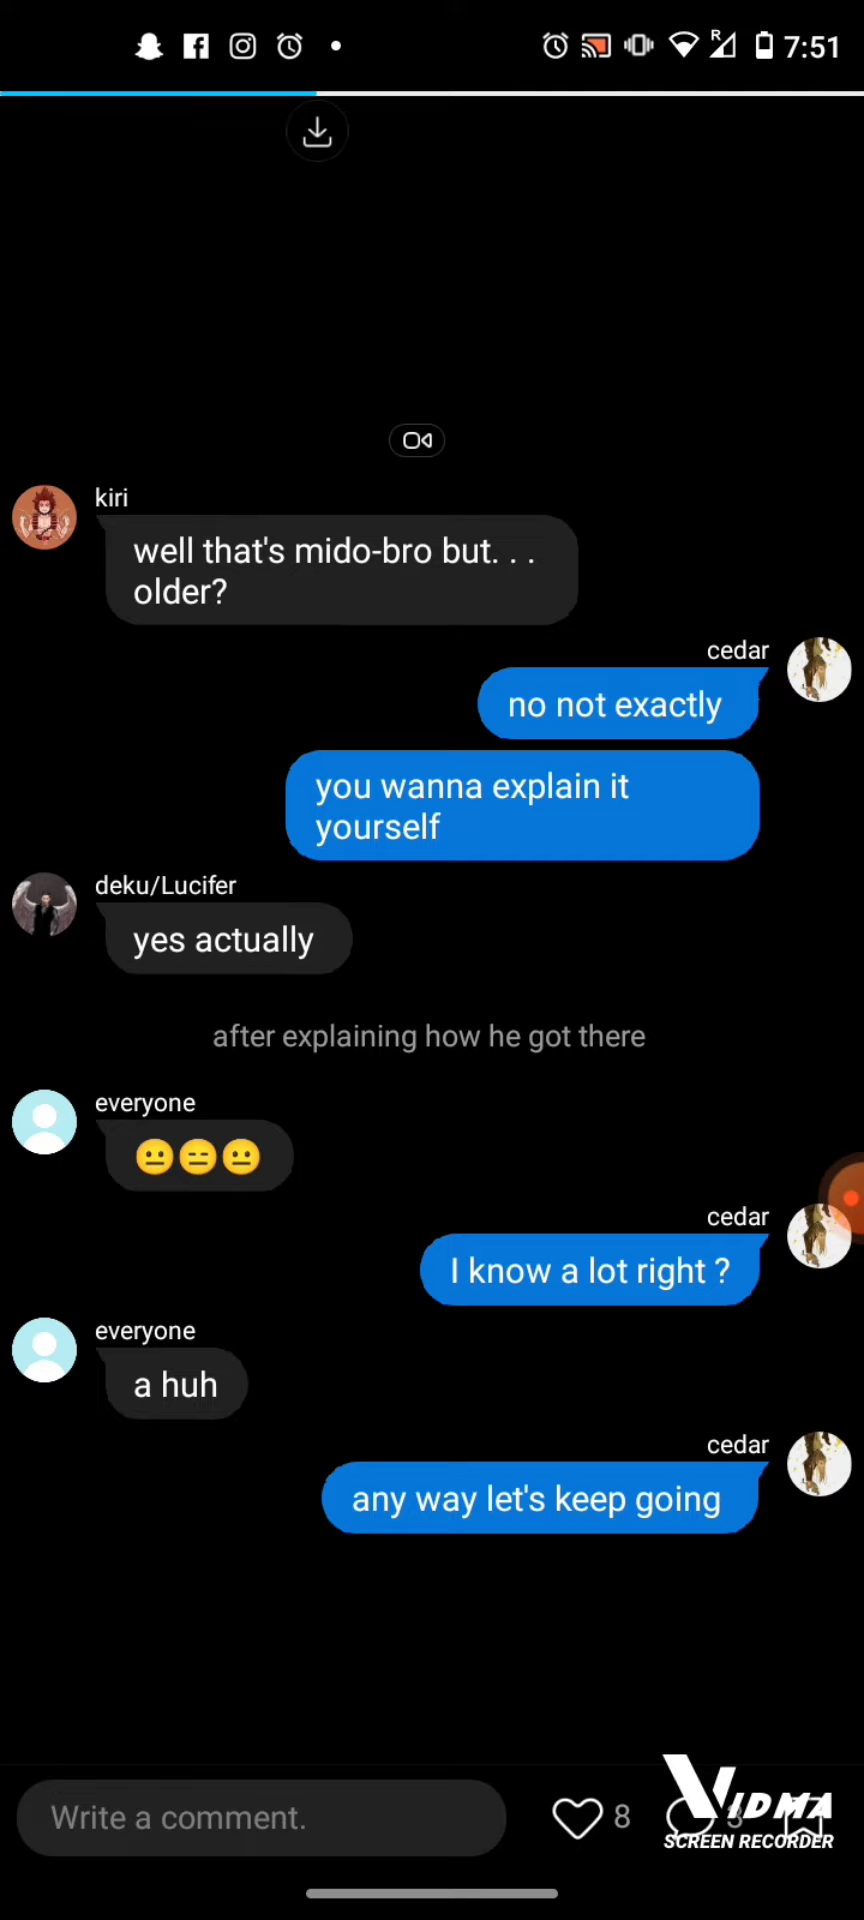 7:51
kiri
well that's mido-bro but. . .
older?
cedar
no not exactly
you wanna explain it
yourself
deku/Lucifer
yes actually
after explaining how he got there
everyone
😐😑😐
cedar
I know a lot right ?
everyone
a huh
cedar
any way let's keep going
Write a comment.
8
3
VIDMA
SCREEN RECORDER